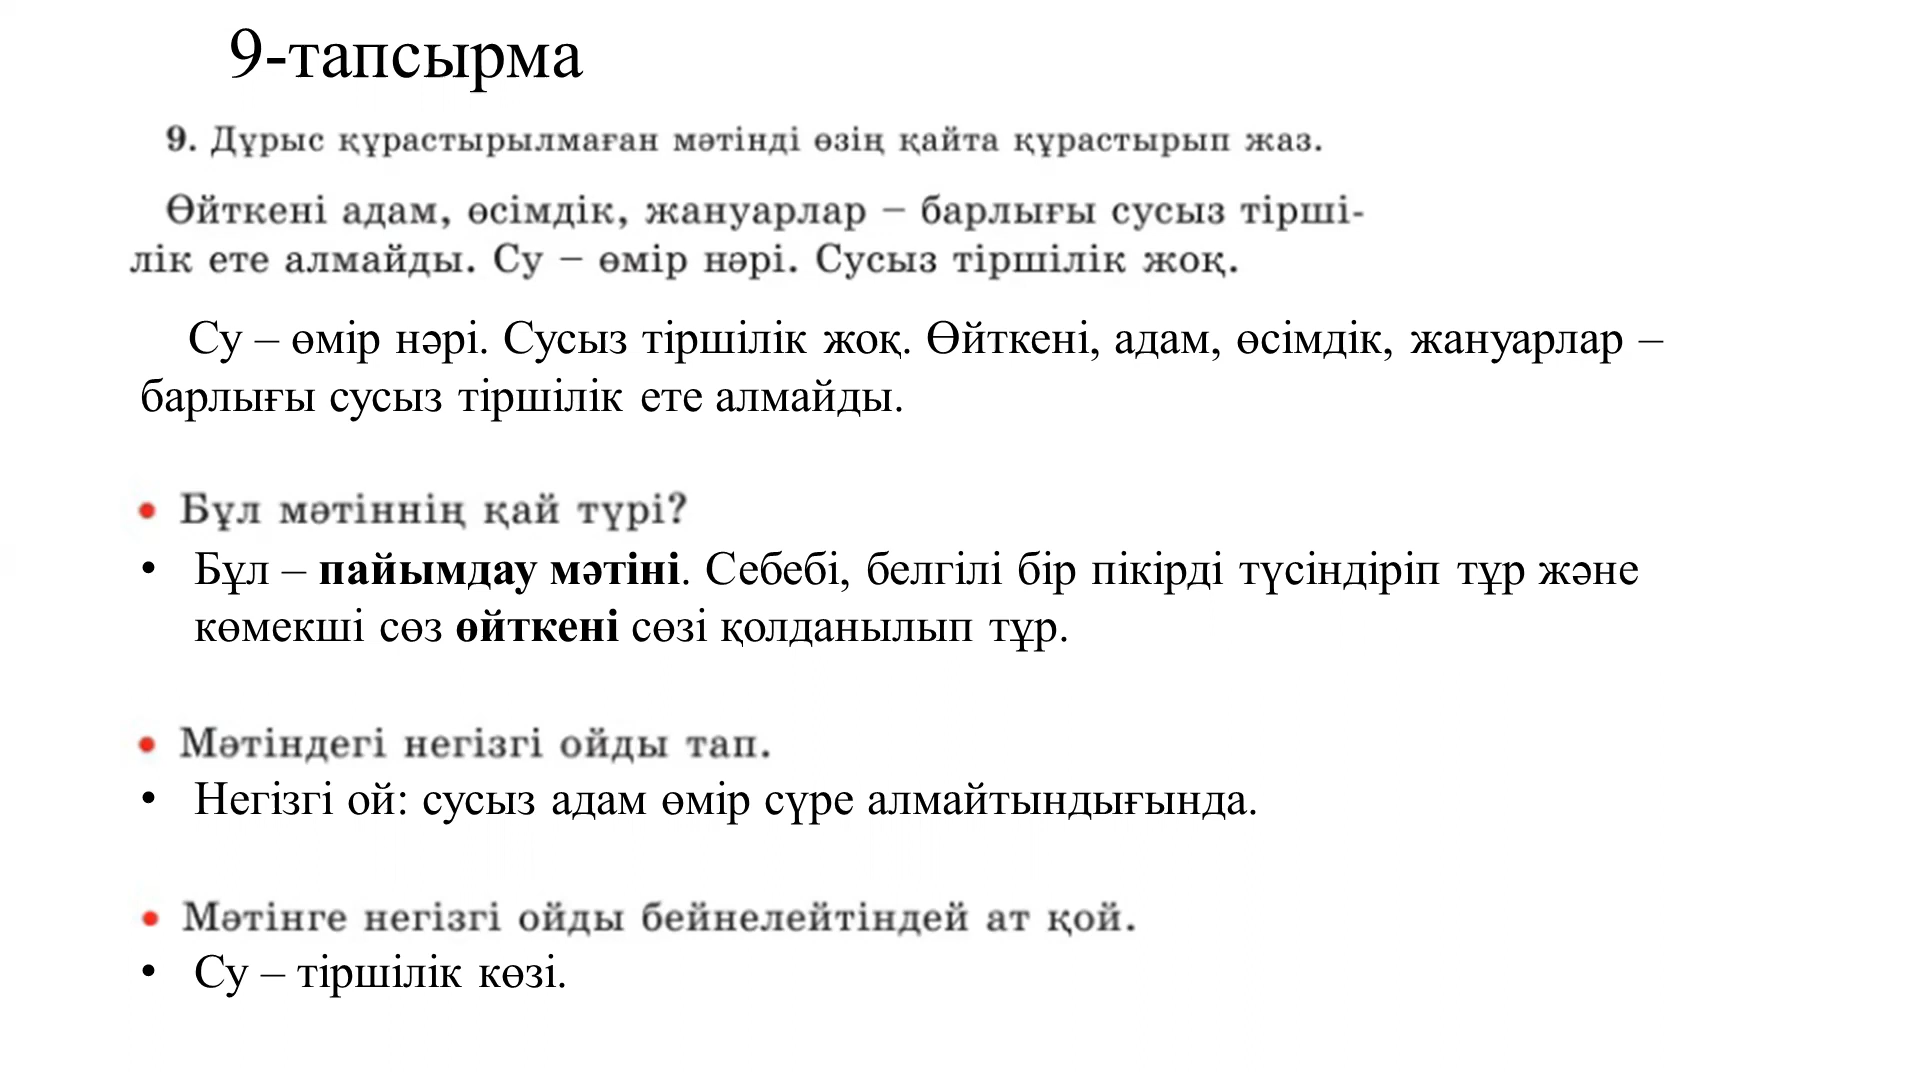 9-тапсырма
9. Дұрыс құрастырылмаған мәтінді өзің қайта құрастырып жаз.
Өйткені адам, өсімдік, жануарлар – барлығы сусыз тірші-
лік ете алмайды. Су – өмір нәрі. Сусыз тіршілік жоқ.
Су – өмір нәрі. Сусыз тіршілік жоқ. Өйткені, адам, өсімдік, жануарлар –
барлығы сусыз тіршілік ете алмайды.
• Бұл мәтіннің қай түрі?
• Бұл – пайымдау мәтіні. Себебі, белгілі бір пікірді түсіндіріп тұр және
көмекші сөз өйткені сөзі қолданылып тұр.
• Мәтіндегі негізгі ойды тап.
• Негізгі ой: сусыз адам өмір сүре алмайтындығында.
• Мәтінге негізгі ойды бейнелейтіндей ат қой.
• Су – тіршілік көзі.